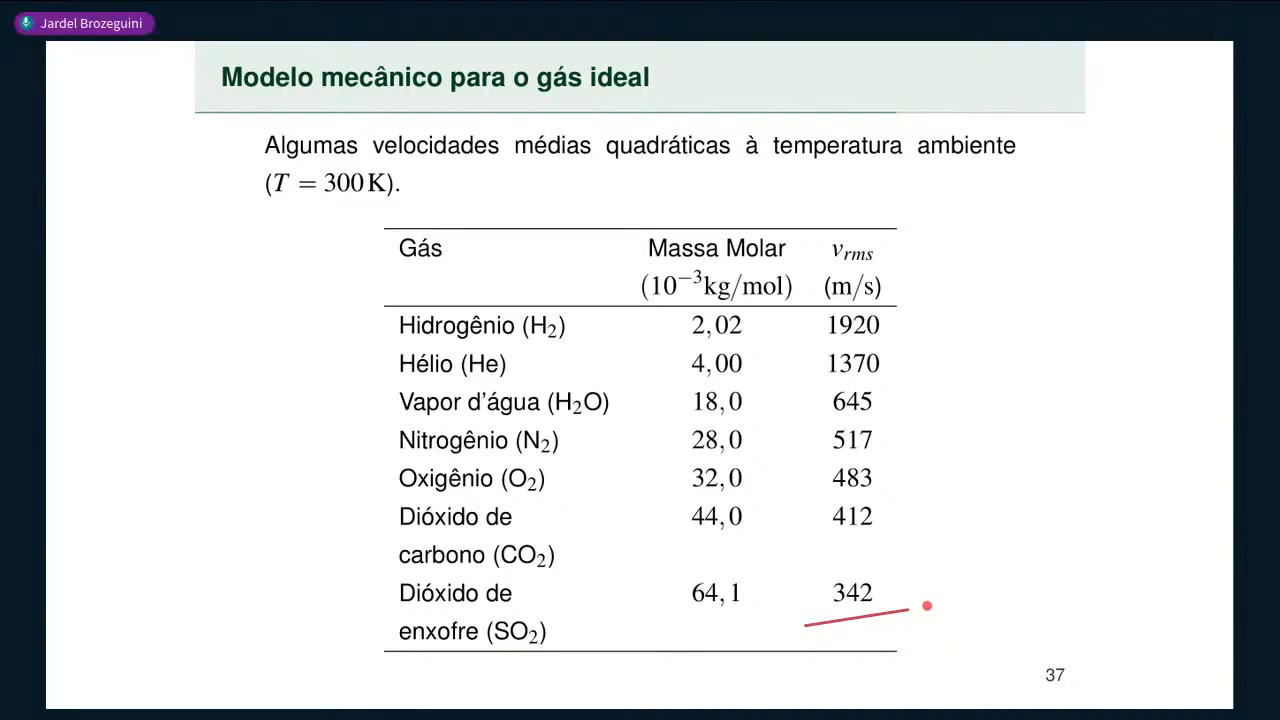 Jardel Brozeguini
Modelo mecânico para o gás ideal
Algumas velocidades médias quadráticas à temperatura ambiente
(T = 300 K).
Gás Massa Molar v_rms
(10⁻³kg/mol) (m/s)
Hidrogênio (H₂) 2,02 1920
Hélio (He) 4,00 1370
Vapor d'água (H₂O) 18,0 645
Nitrogênio (N₂) 28,0 517
Oxigênio (O₂) 32,0 483
Dióxido de 44,0 412
carbono (CO₂)
Dióxido de 64,1 342
enxofre (SO₂)
37